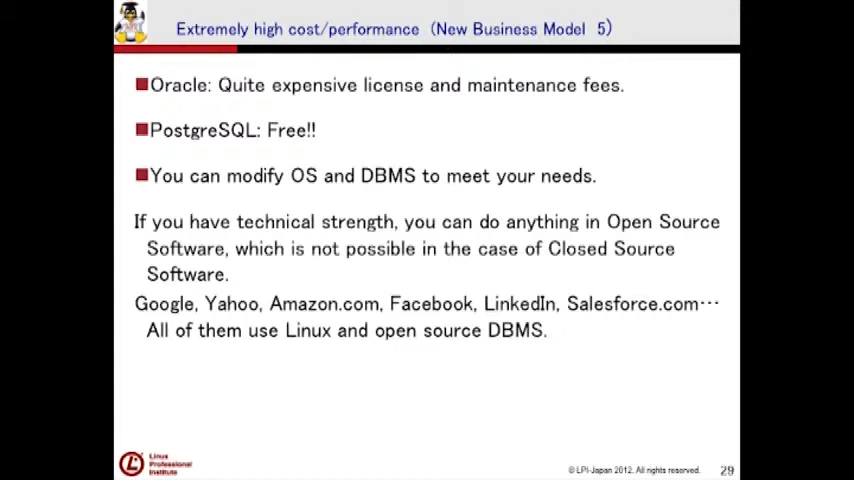 Extremely high cost/performance (New Business Model 5)
■Oracle: Quite expensive license and maintenance fees.
■PostgreSQL: Free!!
■You can modify OS and DBMS to meet your needs.
If you have technical strength, you can do anything in Open Source
Software, which is not possible in the case of Closed Source
Software.
Google, Yahoo, Amazon.com, Facebook, LinkedIn, Salesforce.com…
All of them use Linux and open source DBMS.
Linux
Professional
Institute
© LPI-Japan 2012. All rights reserved.
29